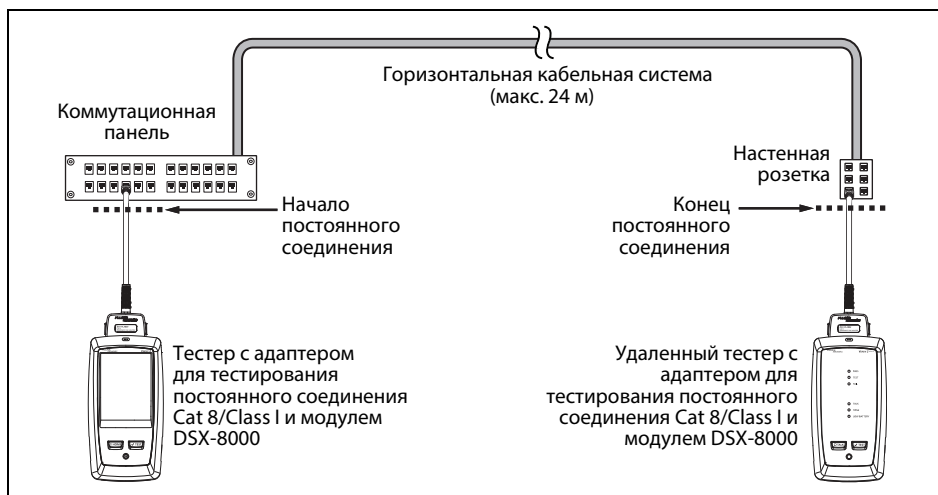 Горизонтальная кабельная система
(макс. 24 м)
Коммутационная
панель
Настенная
розетка
Начало
постоянного
соединения
Конец
постоянного
соединения
Тестер с адаптером
для тестирования
постоянного соединения
Cat 8/Class I и модулем
DSX-8000
Удаленный тестер с
адаптером для
тестирования постоянного
соединения Cat 8/Class I и
модулем DSX-8000